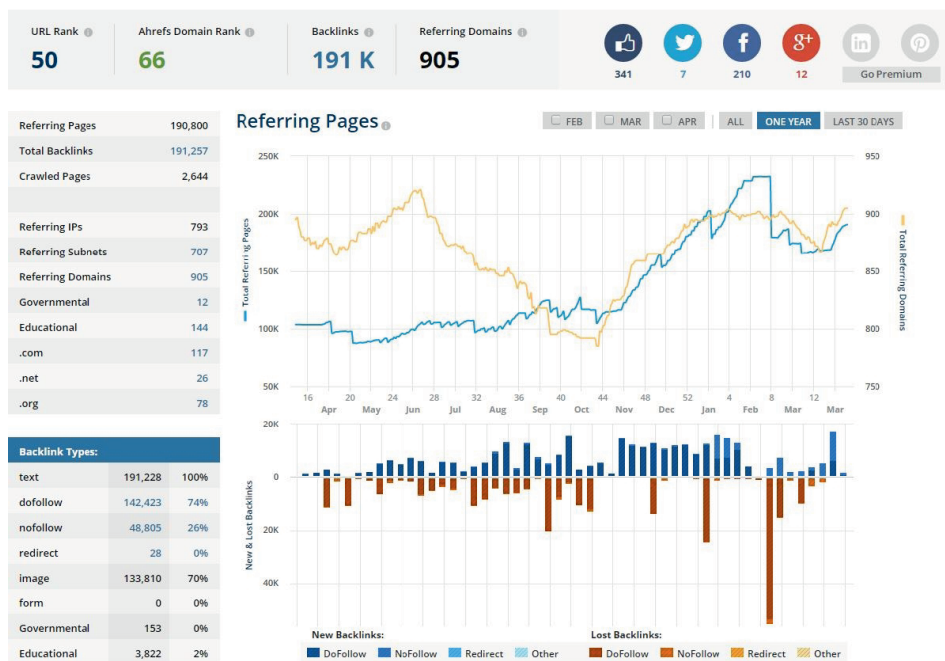 URL Rank Ahrefs Domain Rank Backlinks Referring Domains
50 66 191 K 905
341 7 210 12 Go Premium
Referring Pages 190,800
Total Backlinks 191,257
Crawled Pages 2,644
Referring IPs 793
Referring Subnets 707
Referring Domains 905
Governmental 12
Educational 144
.com 117
.net 26
.org 78
Backlink Types:
text 191,228 100%
dofollow 142,423 74%
nofollow 48,805 26%
redirect 28 0%
image 133,810 70%
form 0 0%
Governmental 153 0%
Educational 3,822 2%
Referring Pages
FEB MAR APR ALL ONE YEAR LAST 30 DAYS
250K 950
200K 900
150K 850
100K 800
50K 750
Total Referring Pages
Total Referring Domains
16 20 24 28 32 36 40 44 48 52 4 8 12
Apr May Jun Jul Aug Sep Oct Nov Dec Jan Feb Mar Mar
20K
0
20K
40K
New & Lost Backlinks
New Backlinks: Lost Backlinks:
DoFollow NoFollow Redirect Other DoFollow NoFollow Redirect Other